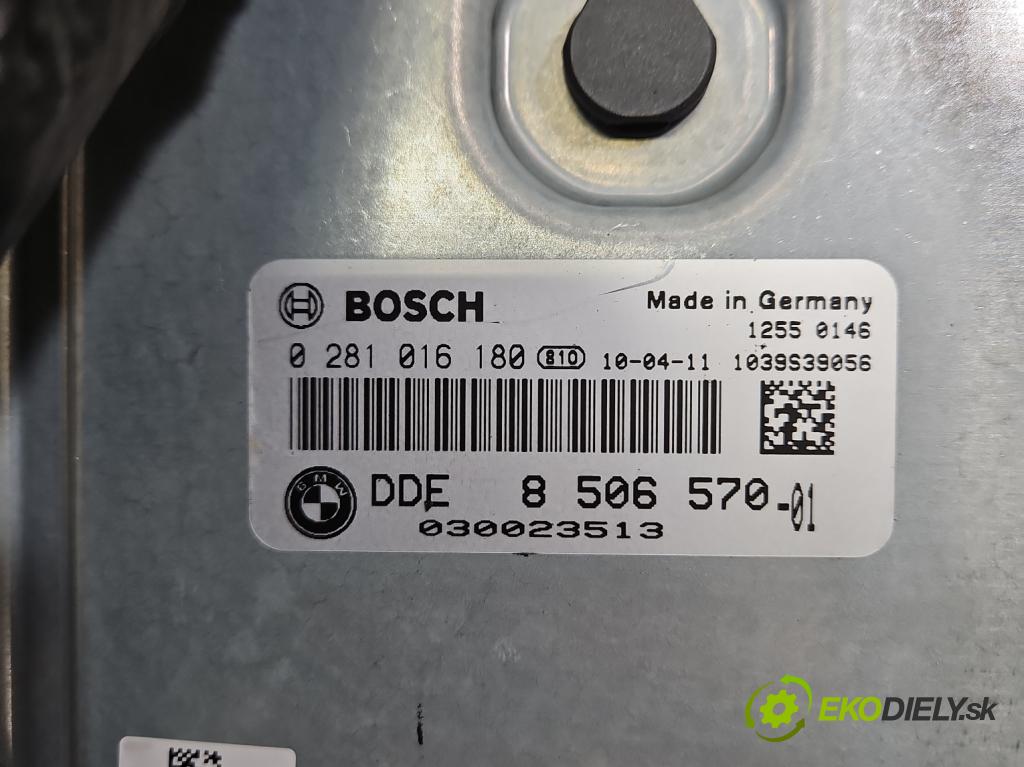 BOSCH Made in Germany
1255 0146
0 281 016 180 810 10-04-11 1039S39056
BMW DDE 8 506 570-01
030023513
EKODIELY.sk